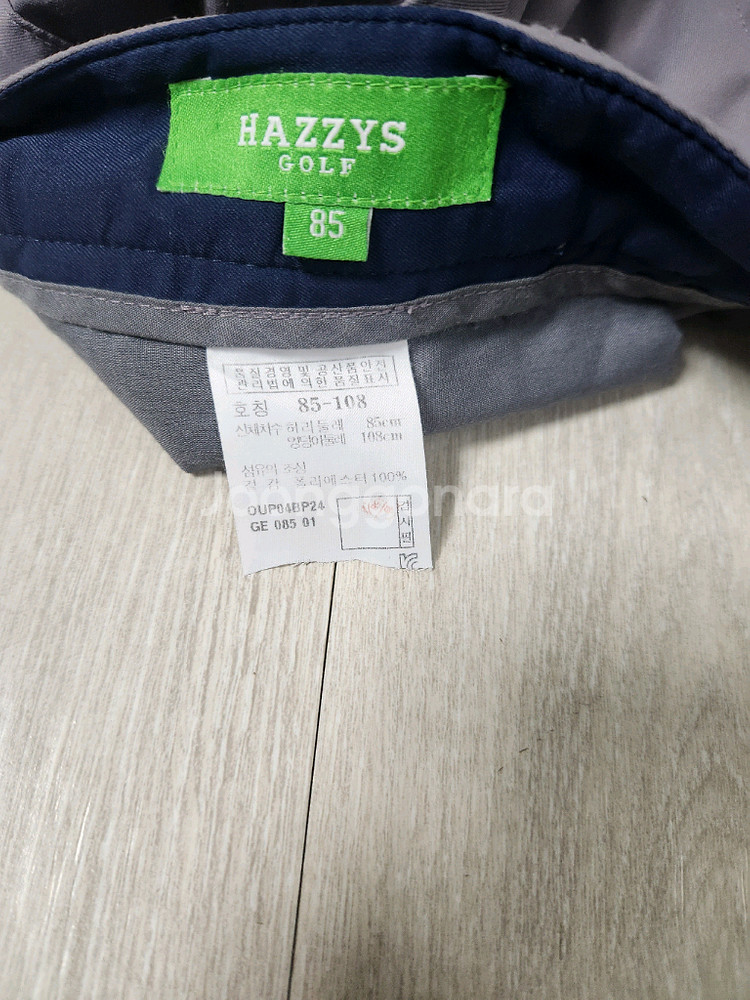 HAZZYS
GOLF
85
품질경영 및 공산품안전
관리법에 의한 품질표시
호칭 85-108
신체치수 허리둘레 85cm
엉덩이둘레 108cm
섬유의 조성
겉 감 폴리에스터 100%
joonggonara
GE 085 01
검사필